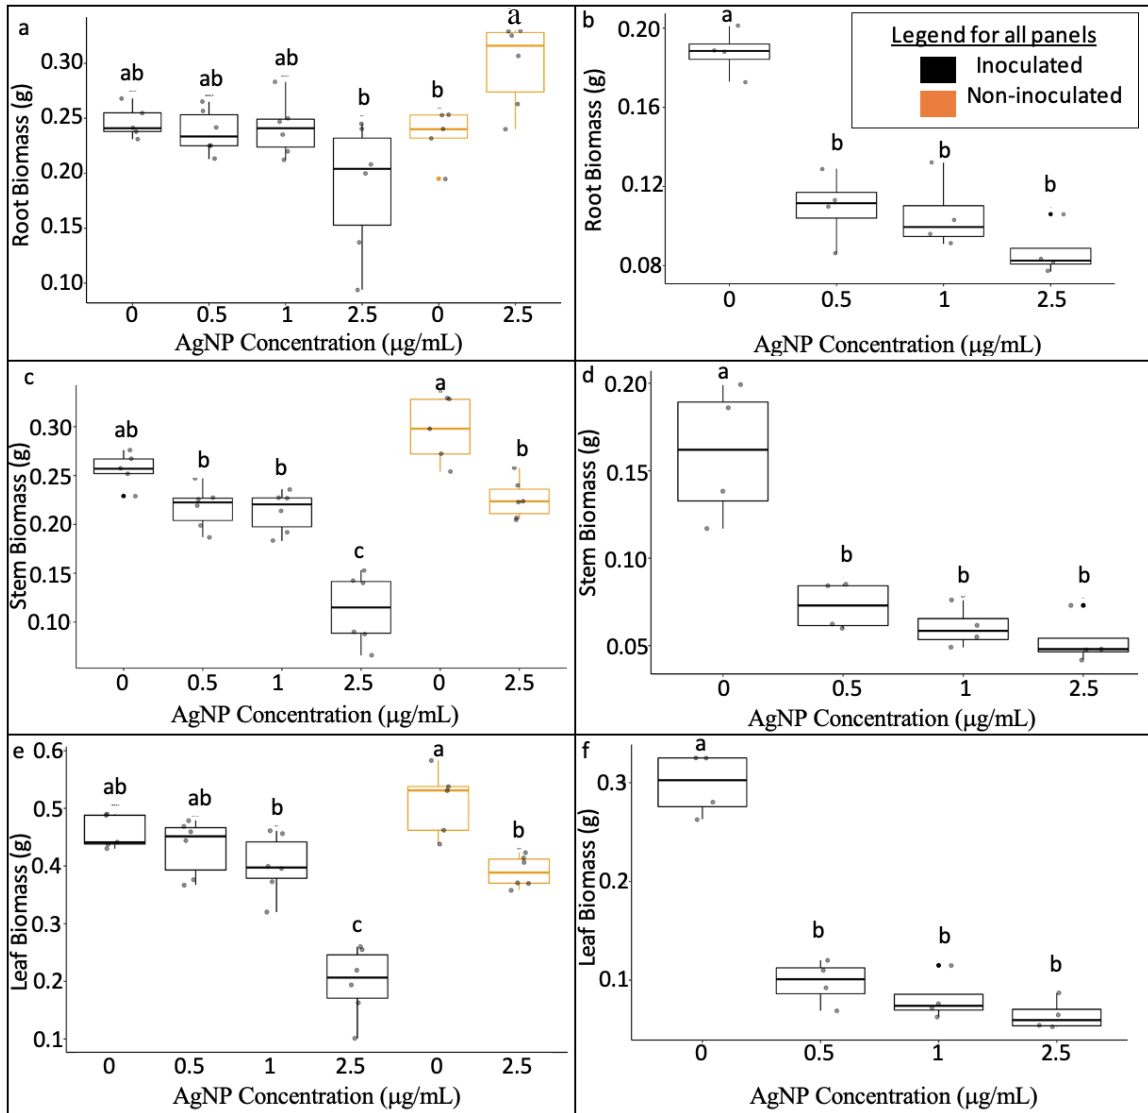 a
Root Biomass (g)
0.30
0.25
0.20
0.15
0.10
ab
ab
ab
b
b
a
0
0.5
1
2.5
0
2.5
AgNP Concentration (µg/mL)
b
Root Biomass (g)
0.20
0.16
0.12
0.08
a
b
b
b
0
0.5
1
2.5
AgNP Concentration (µg/mL)
Legend for all panels
Inoculated
Non-inoculated
c
Stem Biomass (g)
0.30
0.25
0.20
0.15
0.10
ab
b
b
c
a
b
0
0.5
1
2.5
0
2.5
AgNP Concentration (µg/mL)
d
Stem Biomass (g)
0.20
0.15
0.10
0.05
a
b
b
b
0
0.5
1
2.5
AgNP Concentration (µg/mL)
e
Leaf Biomass (g)
0.6
0.5
0.4
0.3
0.2
0.1
ab
ab
b
c
a
b
0
0.5
1
2.5
0
2.5
AgNP Concentration (µg/mL)
f
Leaf Biomass (g)
0.3
0.2
0.1
a
b
b
b
0
0.5
1
2.5
AgNP Concentration (µg/mL)